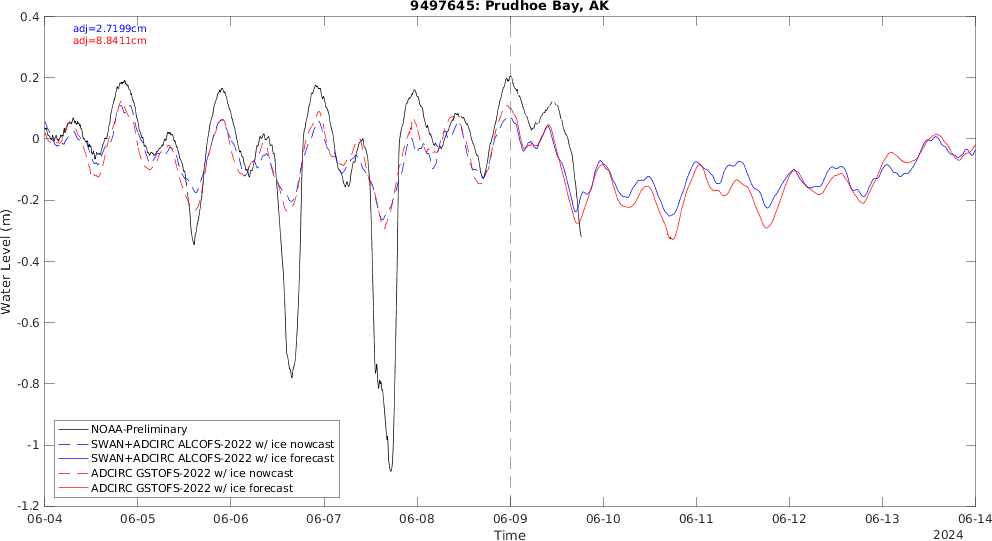 9497645: Prudhoe Bay, AK
adj=2.7199cm
adj=8.8411cm
0.4
0.2
0
-0.2
-0.4
-0.6
-0.8
-1
-1.2
Water Level (m)
NOAA-Preliminary
SWAN+ADCIRC ALCOFS-2022 w/ ice nowcast
SWAN+ADCIRC ALCOFS-2022 w/ ice forecast
ADCIRC GSTOFS-2022 w/ ice nowcast
ADCIRC GSTOFS-2022 w/ ice forecast
06-04 06-05 06-06 06-07 06-08 06-09 06-10 06-11 06-12 06-13 06-14
Time
2024